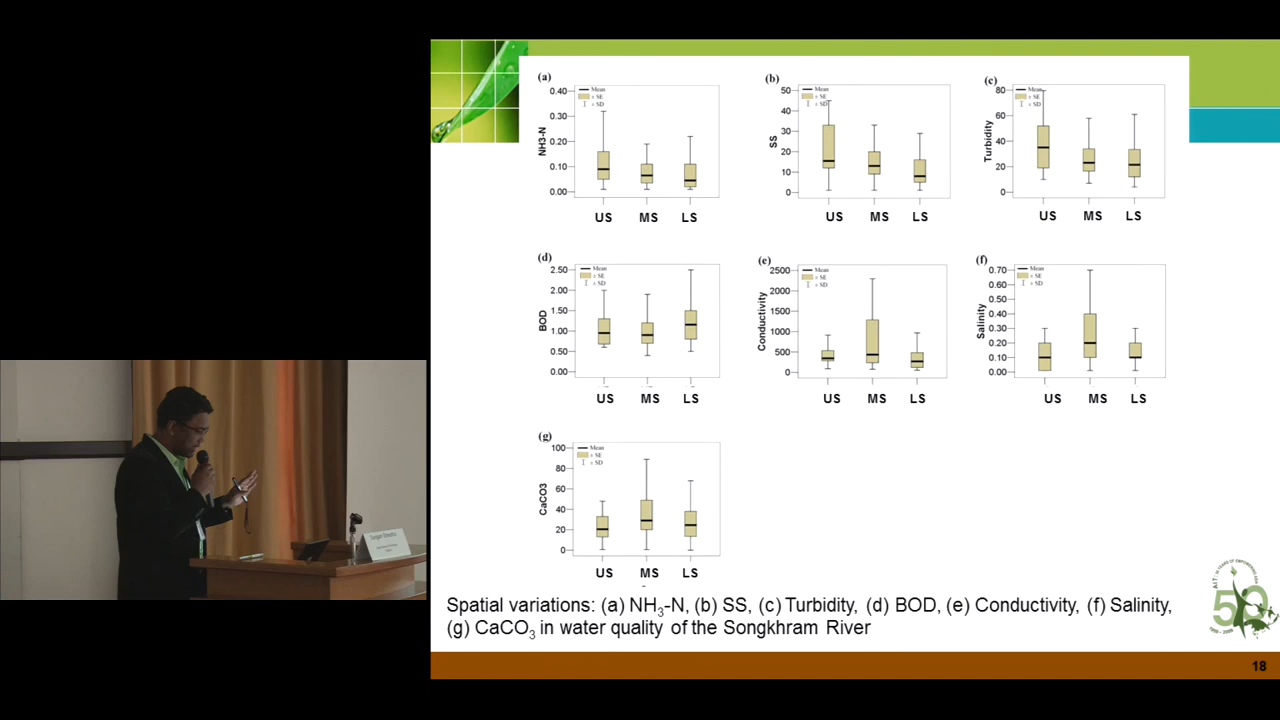 (a)
Mean
± SE
± SD
0.40
0.30
0.20
0.10
0.00
NH3-N
US MS LS
(b)
Mean
± SE
± SD
50
40
30
20
10
0
SS
US MS LS
(c)
Mean
± SE
± SD
80
60
40
20
0
Turbidity
US MS LS
(d)
Mean
± SE
± SD
2.50
2.00
1.50
1.00
0.50
0.00
BOD
US MS LS
(e)
Mean
± SE
± SD
2500
2000
1500
1000
500
0
Conductivity
US MS LS
(f)
Mean
± SE
± SD
0.70
0.60
0.50
0.40
0.30
0.20
0.10
0.00
Salinity
US MS LS
(g)
Mean
± SE
± SD
100
80
60
40
20
0
CaCO3
US MS LS
Spatial variations: (a) NH3-N, (b) SS, (c) Turbidity, (d) BOD, (e) Conductivity, (f) Salinity,
(g) CaCO3 in water quality of the Songkhram River
50
18